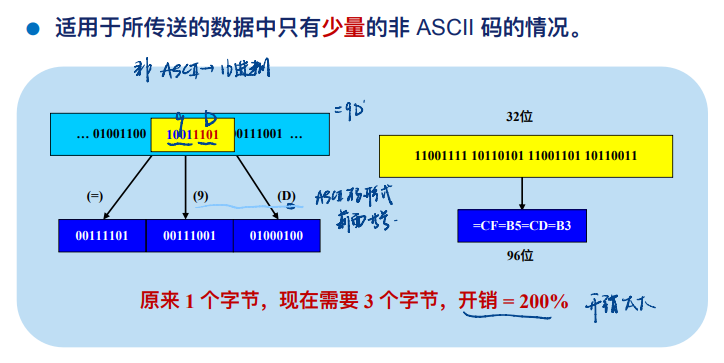 ● 适用于所传送的数据中只有少量的非 ASCII 码的情况。
非 ASCII → 16进制
9 D
… 01001100 10011101 00111001 …
=9D
32位
11001111 10110101 11001101 10110011
(=) (9) (D)
ASCII码形式
前面 等号
00111101 00111001 01000100
=CF=B5=CD=B3
96位
原来 1 个字节，现在需要 3 个字节，开销 = 200%
开销太大